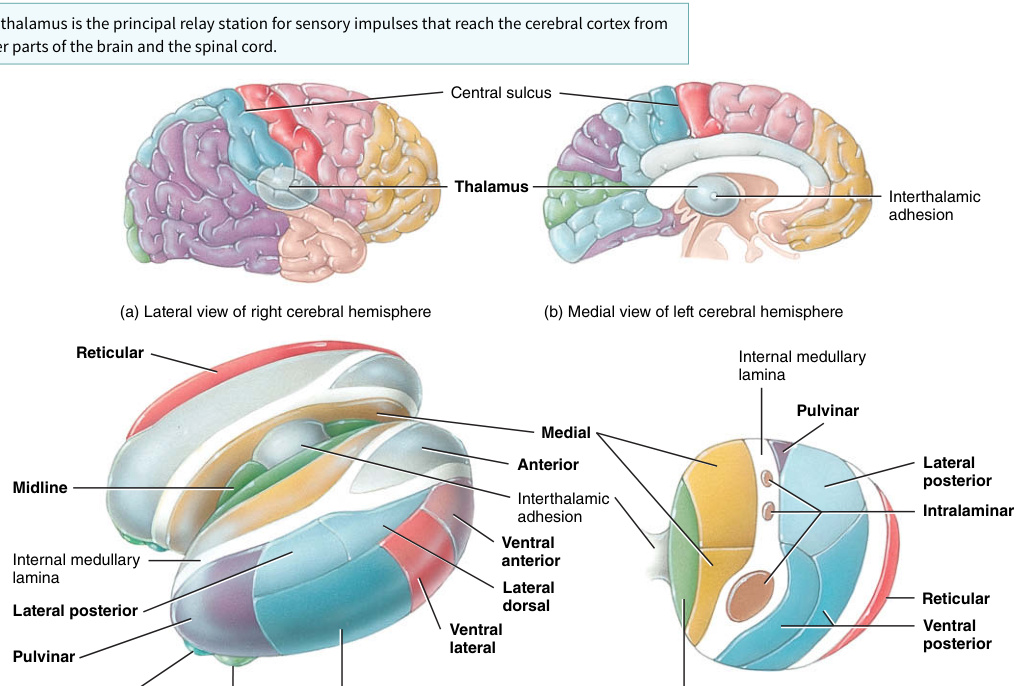 thalamus is the principal relay station for sensory impulses that reach the cerebral cortex from
parts of the brain and the spinal cord.
Central sulcus
Thalamus
Interthalamic
adhesion
(a) Lateral view of right cerebral hemisphere
(b) Medial view of left cerebral hemisphere
Reticular
Internal medullary
lamina
Pulvinar
Medial
Anterior
Lateral
posterior
Midline
Interthalamic
adhesion
Intralaminar
Ventral
anterior
Internal medullary
lamina
Lateral
dorsal
Lateral posterior
Reticular
Ventral
lateral
Ventral
posterior
Pulvinar